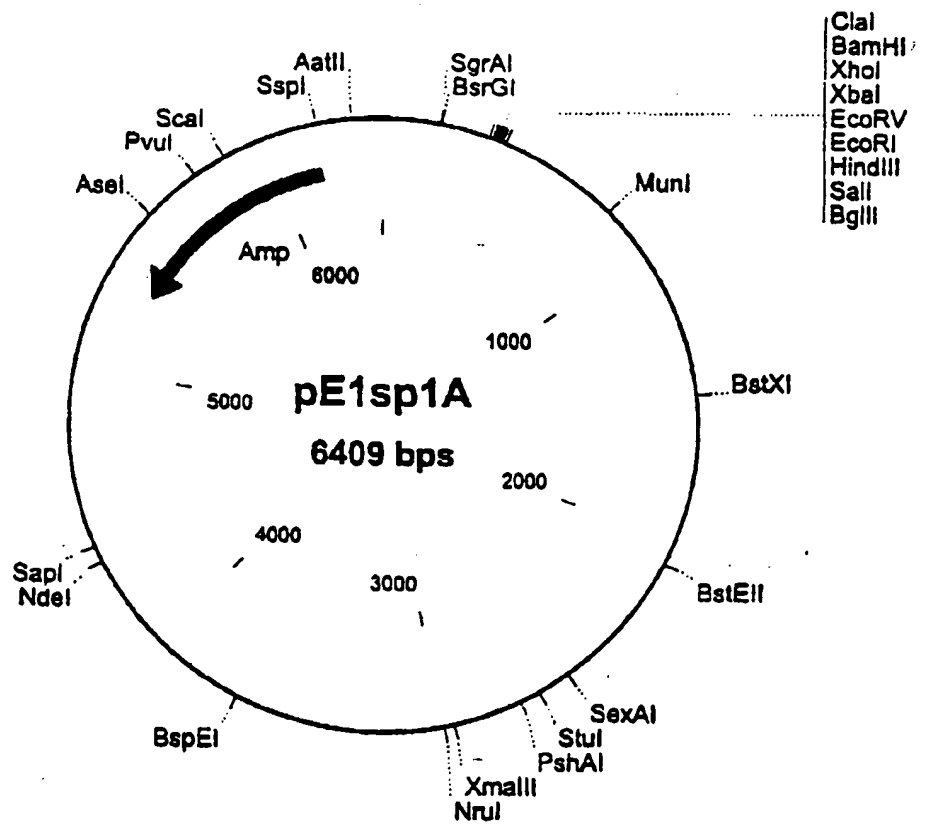 ClaI
BamHI
XhoI
XbaI
EcoRV
EcoRI
HindIII
SalI
BglII
AatII
SspI
SgrAI
BsrGI
ScaI
PvuI
AseI
MunI
Amp
6000
1000
BstXI
5000
pE1sp1A
6409 bps
2000
4000
3000
SapI
NdeI
BstEII
BspEI
SexAI
StuI
PshAI
XmaIII
NruI